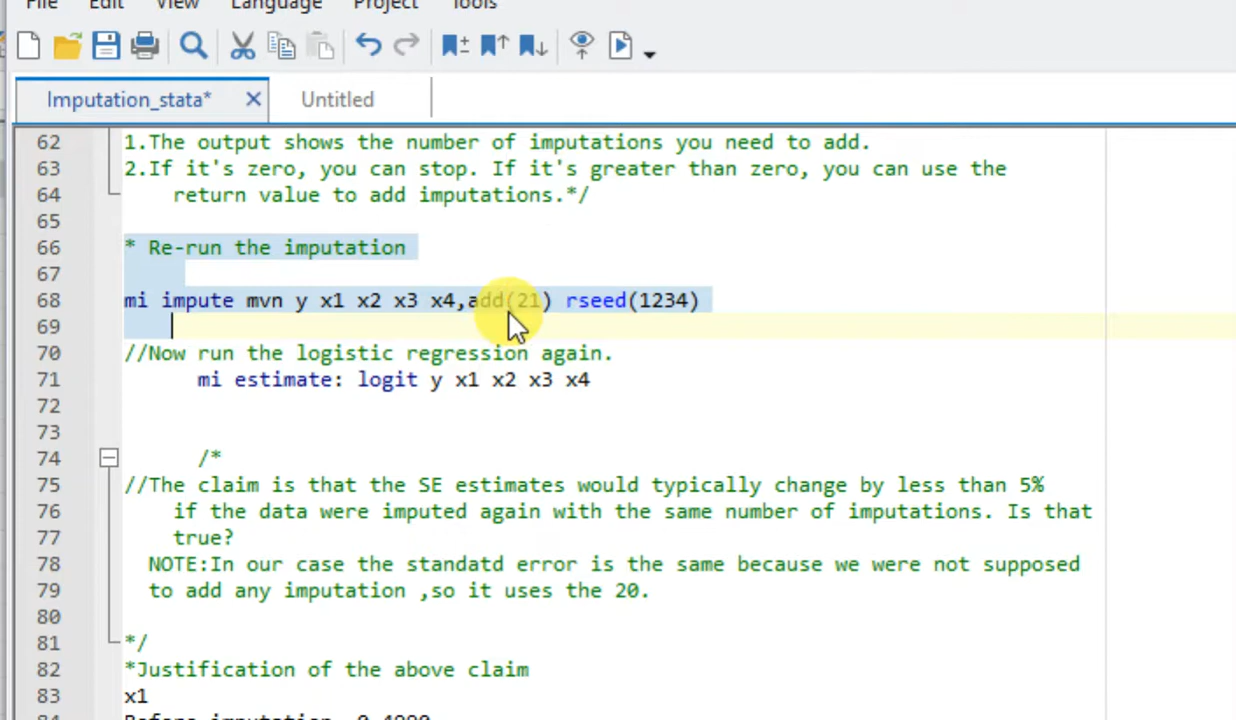 File Edit View Language Project Tools
Imputation_stata* Untitled
62 1.The output shows the number of imputations you need to add.
63 2.If it's zero, you can stop. If it's greater than zero, you can use the
64 return value to add imputations.*/
65
66 * Re-run the imputation
67
68 mi impute mvn y x1 x2 x3 x4,add(21) rseed(1234)
69
70 //Now run the logistic regression again.
71 mi estimate: logit y x1 x2 x3 x4
72
73
74 /*
75 //The claim is that the SE estimates would typically change by less than 5%
76 if the data were imputed again with the same number of imputations. Is that
77 true?
78 NOTE:In our case the standatd error is the same because we were not supposed
79 to add any imputation ,so it uses the 20.
80
81 */
82 *Justification of the above claim
83 x1
84 Before imputation